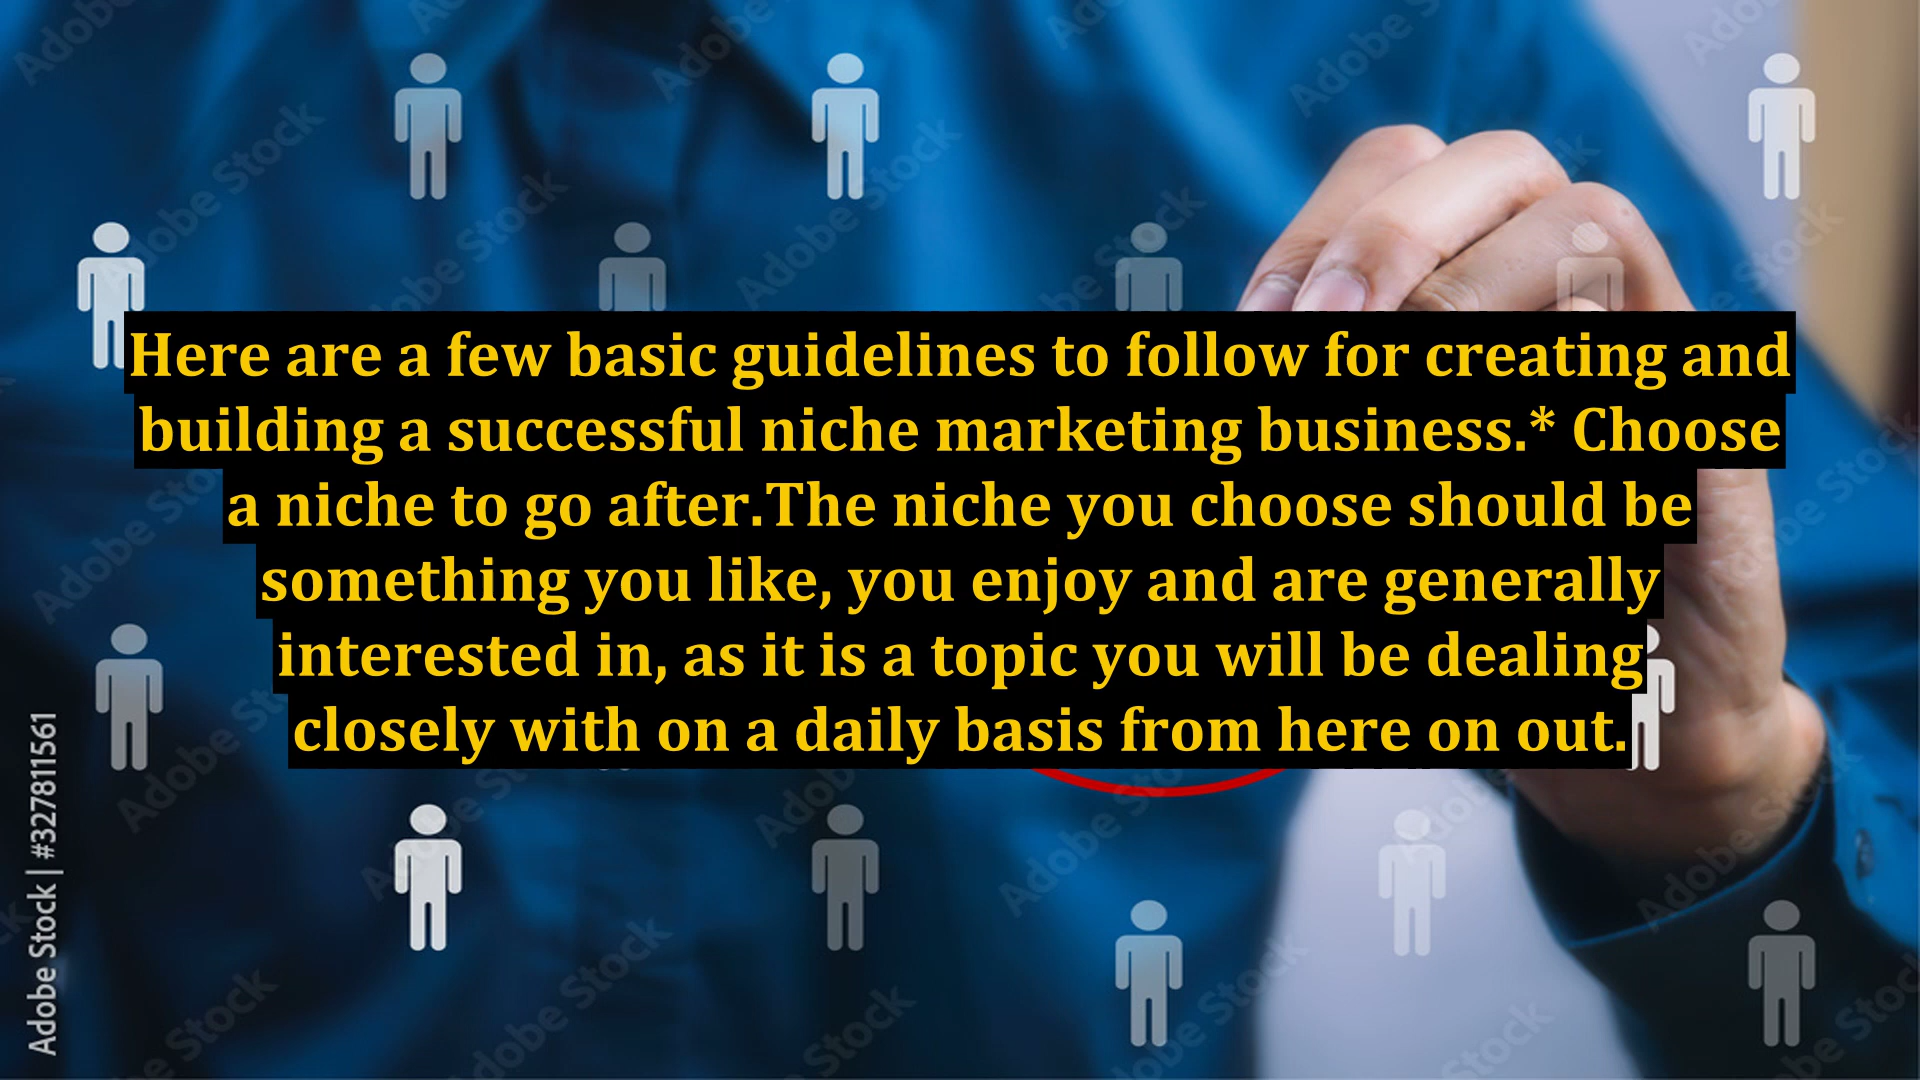 Here are a few basic guidelines to follow for creating and
building a successful niche marketing business.* Choose
a niche to go after.The niche you choose should be
something you like, you enjoy and are generally
interested in, as it is a topic you will be dealing
closely with on a daily basis from here on out.
Adobe Stock | #327811561